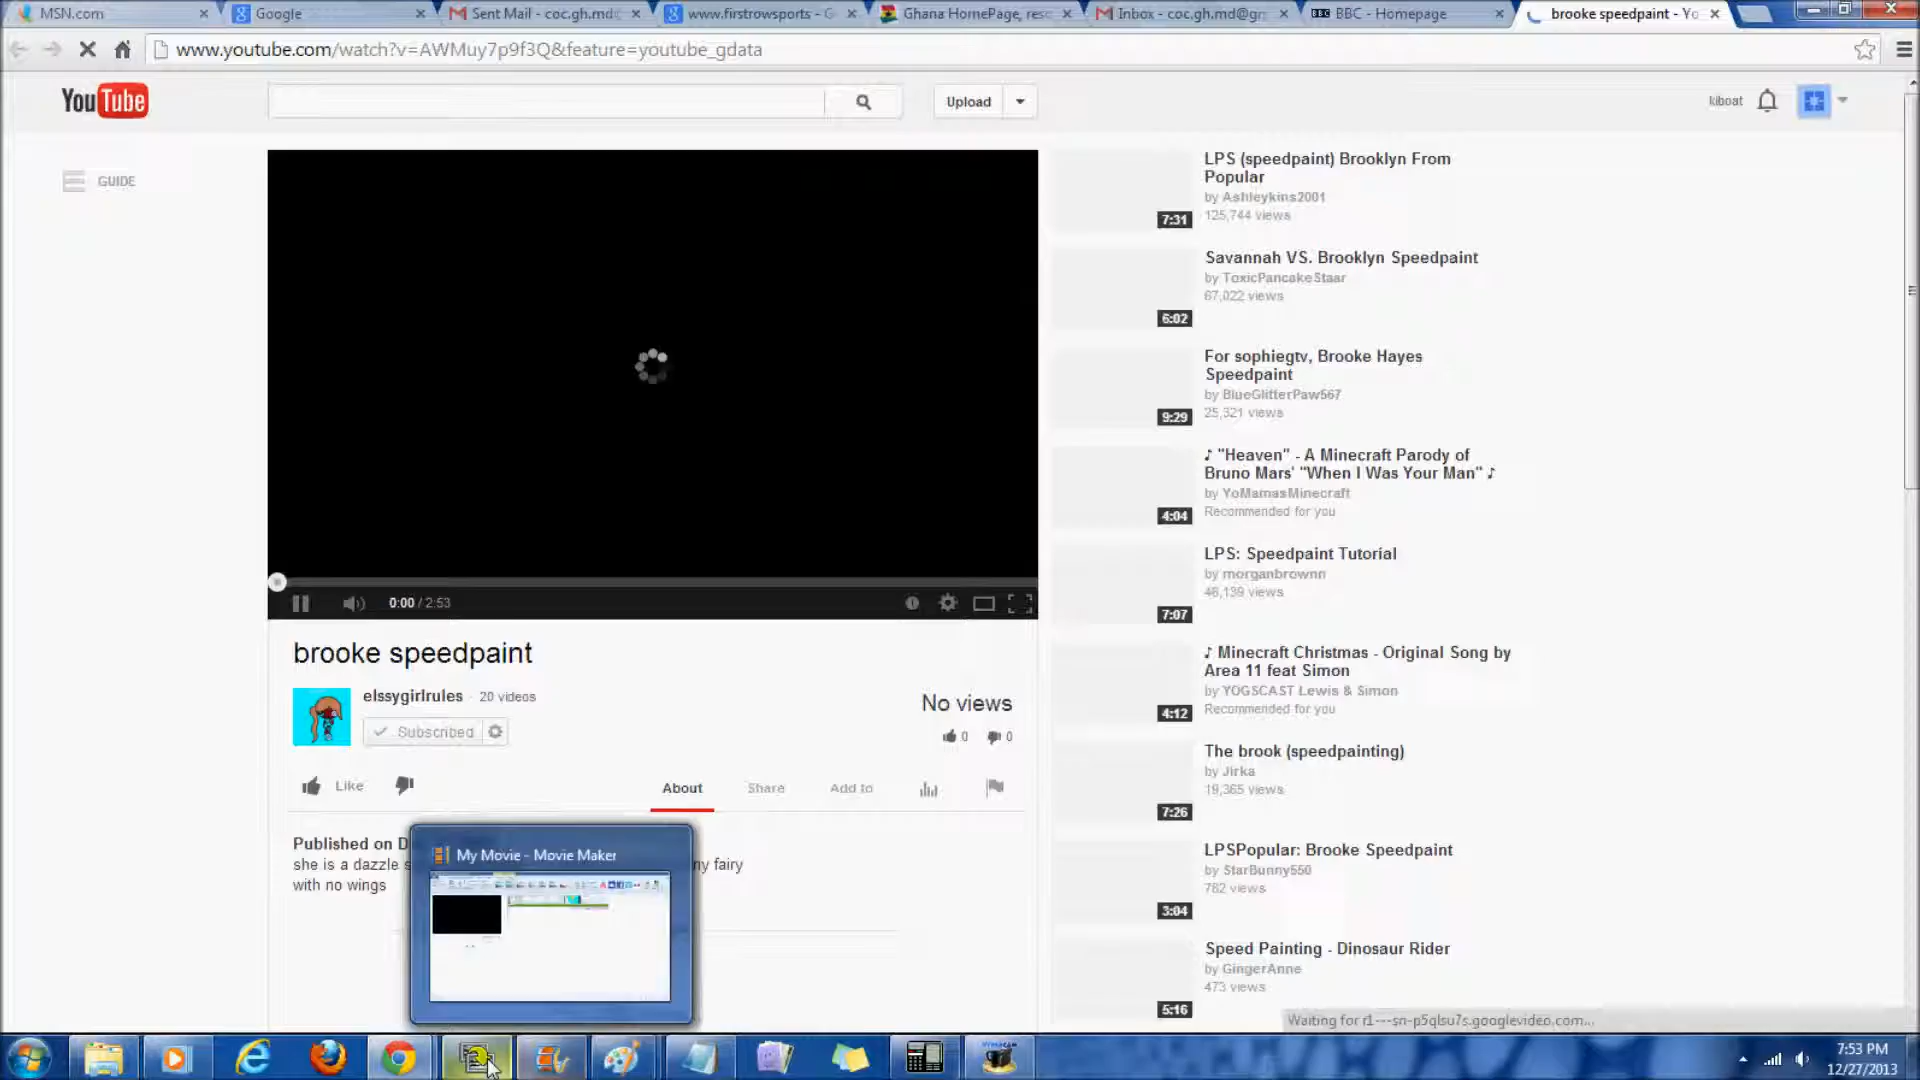 MSN.com
Google
Sent Mail - coc.gh.md
www.firstrowsports - G
Ghana HomePage, res
Inbox - coc.gh.md@g
BBC - Homepage
brooke speedpaint - Yo
www.youtube.com/watch?v=AWMuy7p9f3Q&feature=youtube_gdata
YouTube
Upload
kiboat
GUIDE
0:00 / 2:53
brooke speedpaint
elssygirlrules · 20 videos
Subscribed
No views
0 0
Like
About
Share
Add to
Published on D
she is a dazzle s
ny fairy
with no wings
My Movie - Movie Maker
LPS (speedpaint) Brooklyn From
Popular
by Ashleykins2001
125,744 views
7:31
Savannah VS. Brooklyn Speedpaint
by ToxicPancakeStaar
67,022 views
6:02
For sophiegtv, Brooke Hayes
Speedpaint
by BlueGlitterPaw567
25,321 views
9:29
♪ "Heaven" - A Minecraft Parody of
Bruno Mars' "When I Was Your Man" ♪
by YoMamasMinecraft
Recommended for you
4:04
LPS: Speedpaint Tutorial
by morganbrownn
46,139 views
7:07
♪ Minecraft Christmas - Original Song by
Area 11 feat Simon
by YOGSCAST Lewis & Simon
Recommended for you
4:12
The brook (speedpainting)
by Jirka
19,365 views
7:26
LPSPopular: Brooke Speedpaint
by StarBunny550
782 views
3:04
Speed Painting - Dinosaur Rider
by GingerAnne
473 views
5:16
Waiting for r1---sn-p5qlsu7s.googlevideo.com...
7:53 PM
12/27/2013